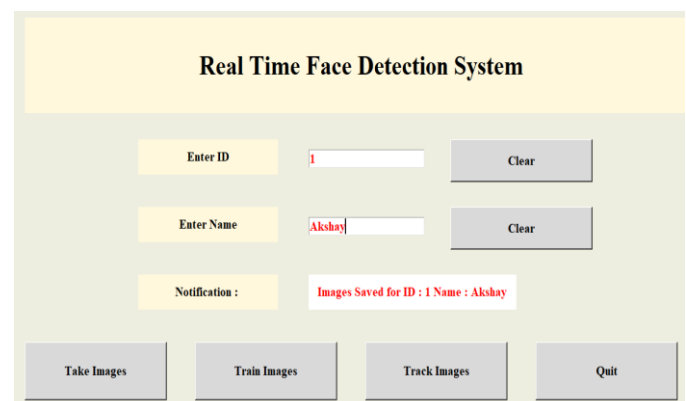 Real Time Face Detection System
Enter ID 1 Clear
Enter Name Akshay Clear
Notification : Images Saved for ID : 1 Name : Akshay
Take Images Train Images Track Images Quit